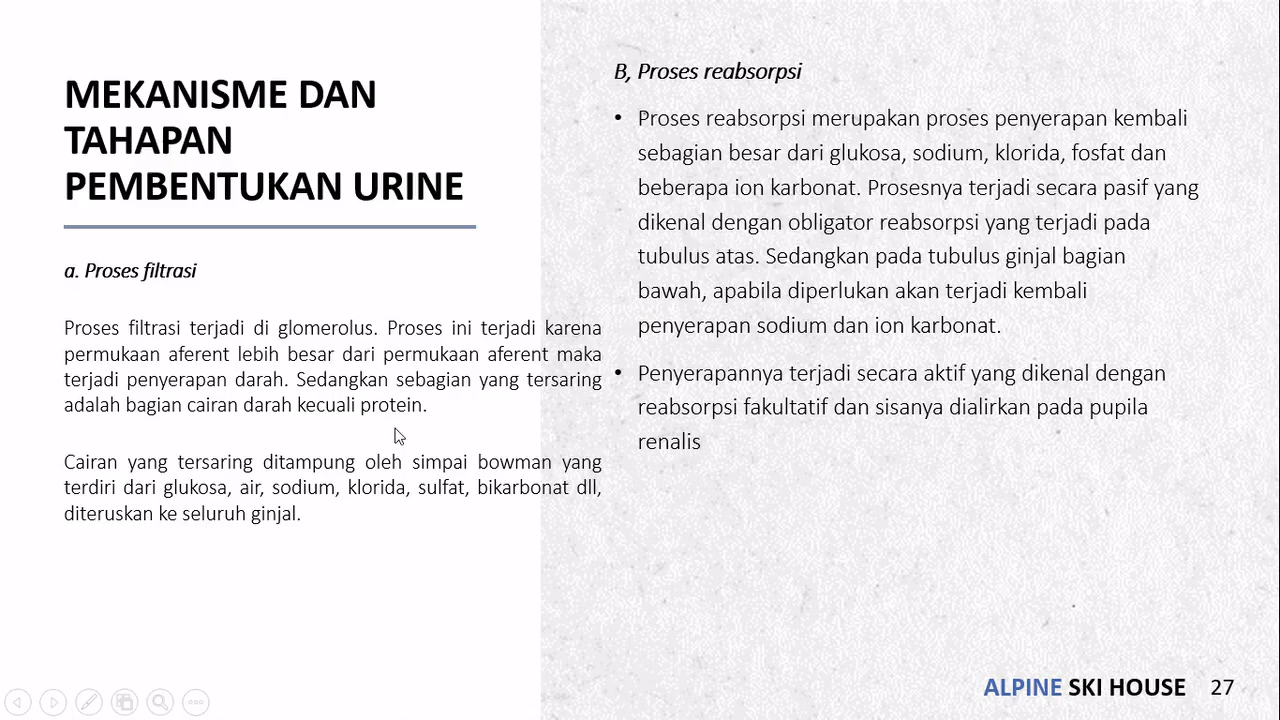 MEKANISME DAN
TAHAPAN
PEMBENTUKAN URINE
a. Proses filtrasi
Proses filtrasi terjadi di glomerolus. Proses ini terjadi karena
permukaan aferent lebih besar dari permukaan aferent maka
terjadi penyerapan darah. Sedangkan sebagian yang tersaring
adalah bagian cairan darah kecuali protein.
Cairan yang tersaring ditampung oleh simpai bowman yang
terdiri dari glukosa, air, sodium, klorida, sulfat, bikarbonat dll,
diteruskan ke seluruh ginjal.
B, Proses reabsorpsi
• Proses reabsorpsi merupakan proses penyerapan kembali
sebagian besar dari glukosa, sodium, klorida, fosfat dan
beberapa ion karbonat. Prosesnya terjadi secara pasif yang
dikenal dengan obligator reabsorpsi yang terjadi pada
tubulus atas. Sedangkan pada tubulus ginjal bagian
bawah, apabila diperlukan akan terjadi kembali
penyerapan sodium dan ion karbonat.
• Penyerapannya terjadi secara aktif yang dikenal dengan
reabsorpsi fakultatif dan sisanya dialirkan pada pupila
renalis
ALPINE SKI HOUSE 27